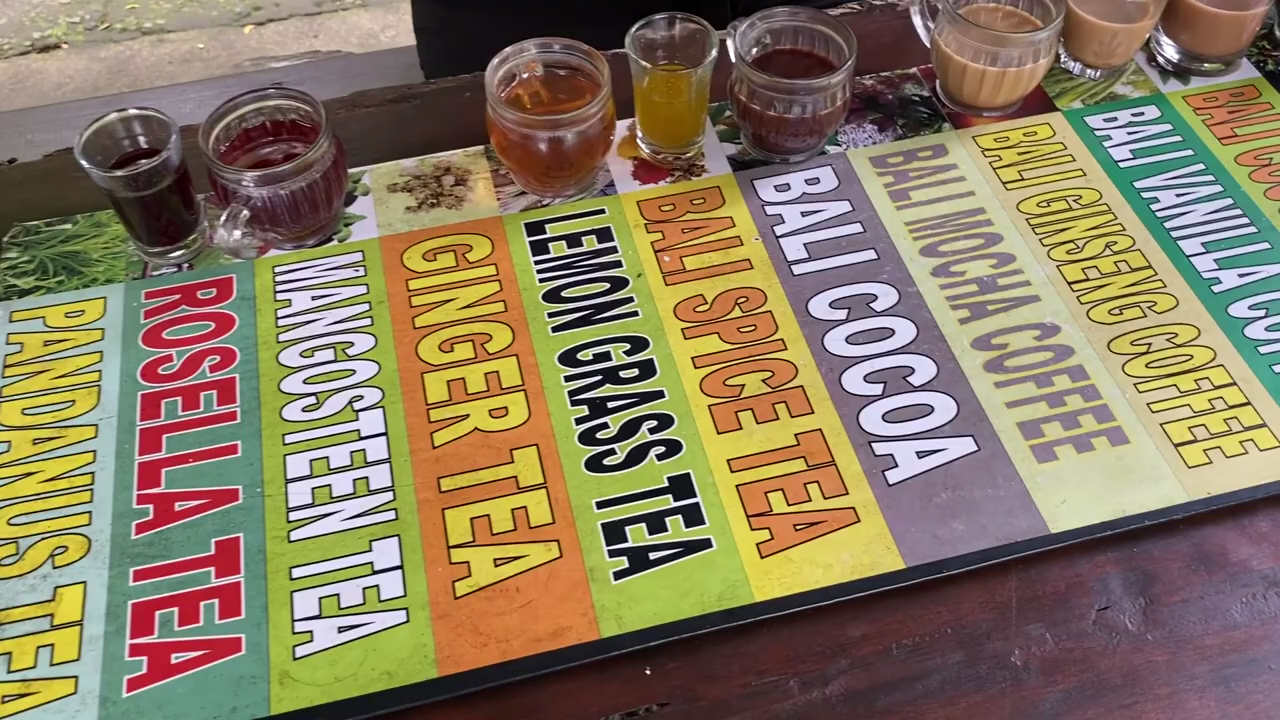 PANDANUS TEA
ROSELLA TEA
MANGOSTEEN TEA
GINGER TEA
LEMON GRASS TEA
BALI SPICE TEA
BALI COCOA
BALI MOCHA COFFEE
BALI GINSENG COFFEE
BALI VANILLA
BALI